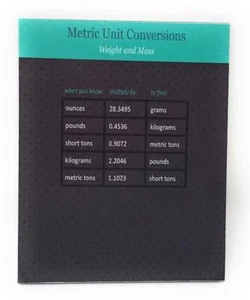 Metric Unit Conversions
Weight and Mass
when you know: multiply by: to find:
ounces 28.3495 grams
pounds 0.4536 kilograms
short tons 0.9072 metric tons
kilograms 2.2046 pounds
metric tons 1.1023 short tons